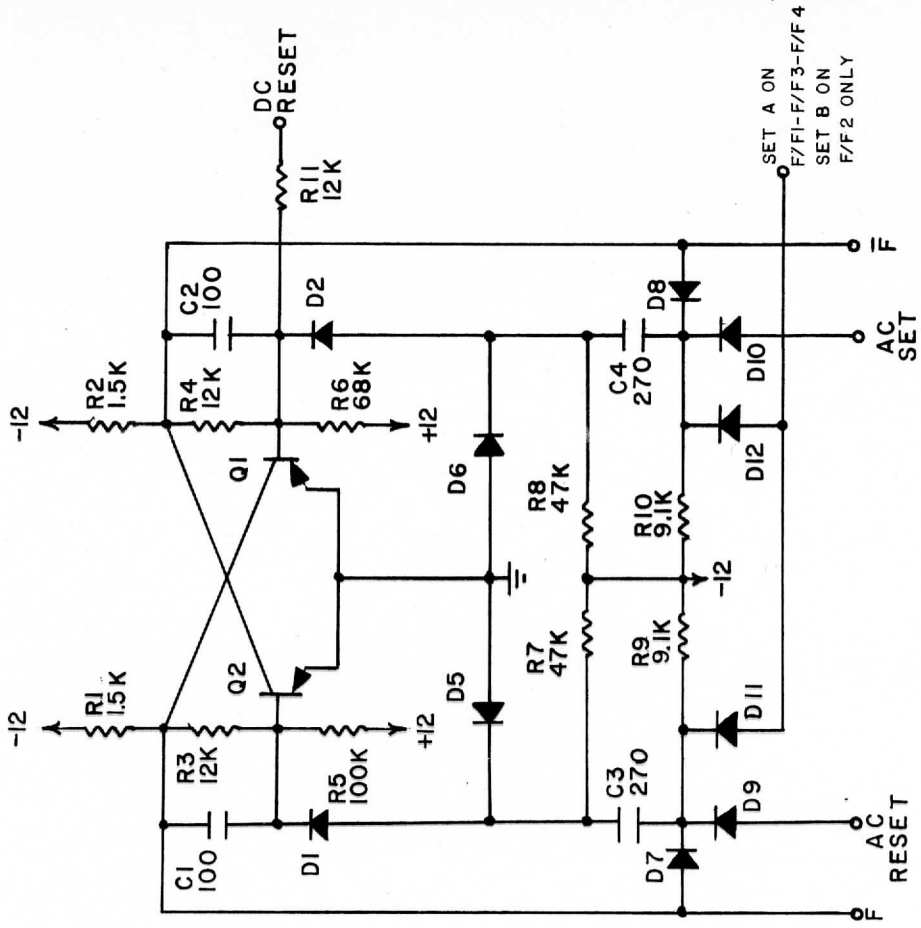 -12
R1
1.5K
R3
12K
C1
100
D1
R5
100K
+12
Q2
Q1
-12
R2
1.5K
R4
12K
C2
100
D2
R6
68K
+12
R11
12K
DC
RESET
D5
D6
R7
47K
R8
47K
C3
270
C4
270
R9
9.1K
R10
9.1K
-12
D7
D9
D11
D12
D10
D8
F
AC
RESET
AC
SET
F̅
SET A ON
F/F1-F/F3-F/F4
SET B ON
F/F2 ONLY